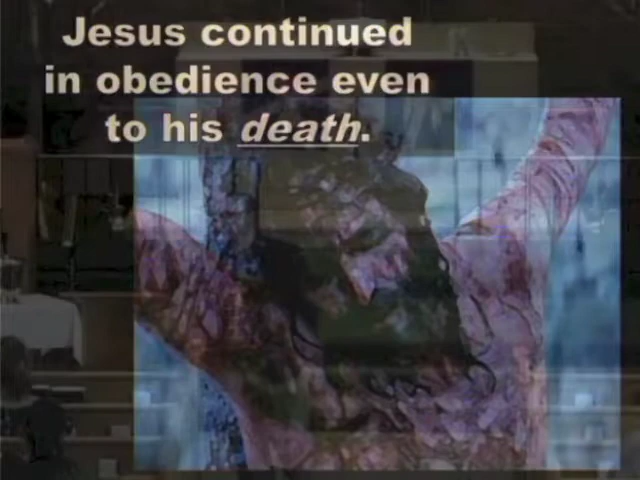 Jesus continued
in obedience even
to his death.